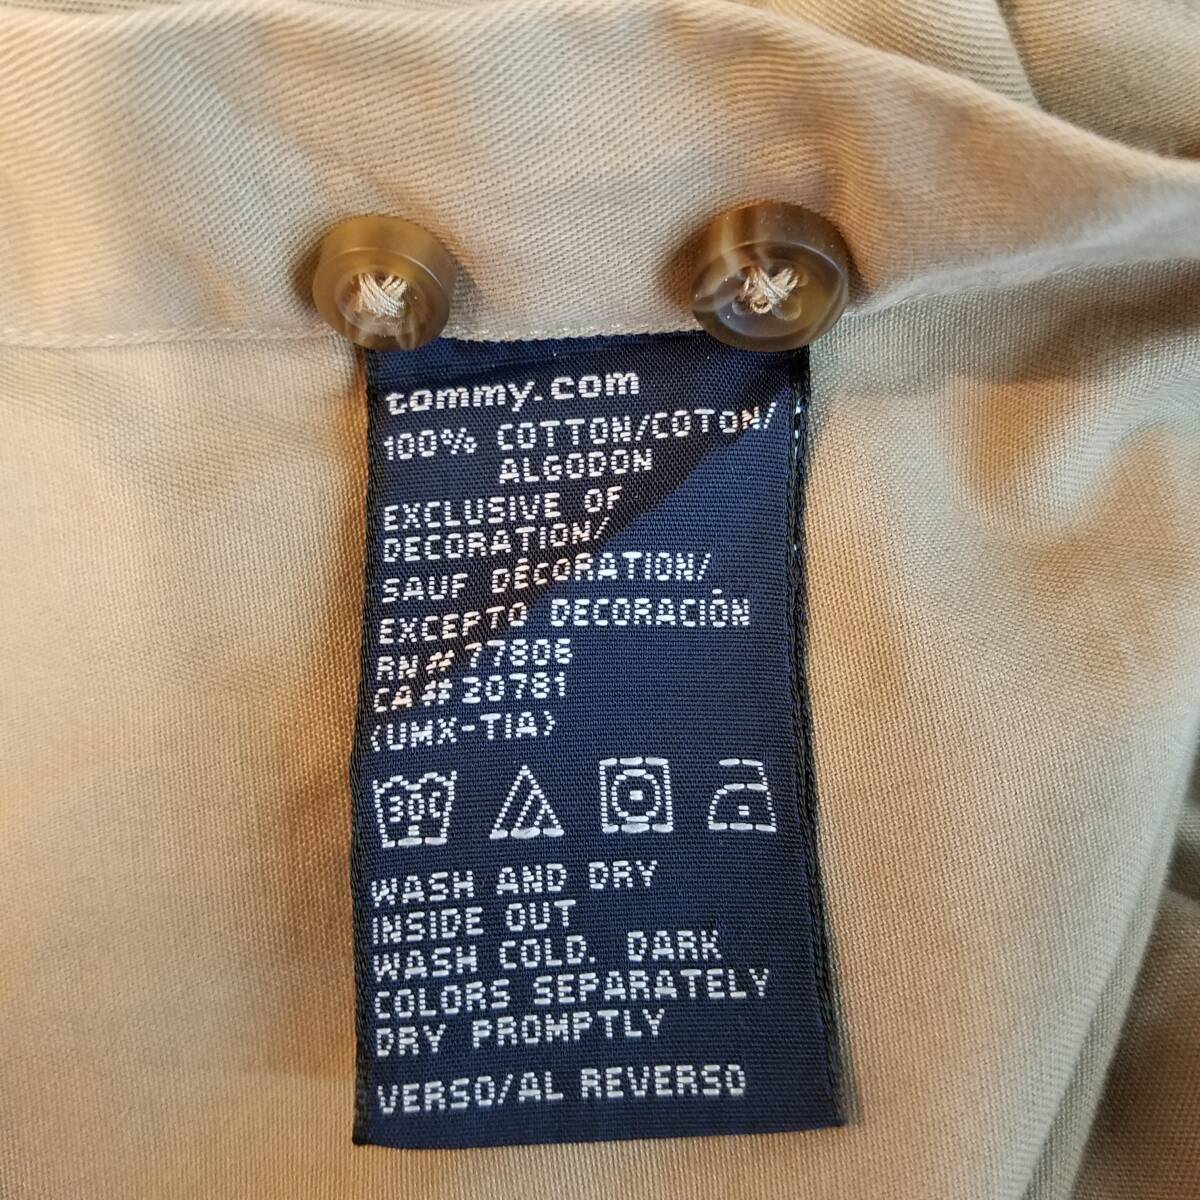 tommy.com
100% COTTON/COTON/
ALGODON
EXCLUSIVE OF
DECORATION/
SAUF DÉCORATION/
EXCEPTO DECORACIÓN
RN# 77806
CA#20781
(UMX-TIA)
30C
WASH AND DRY
INSIDE OUT
WASH COLD. DARK
COLORS SEPARATELY
DRY PROMPTLY
VERSO/AL REVERSO